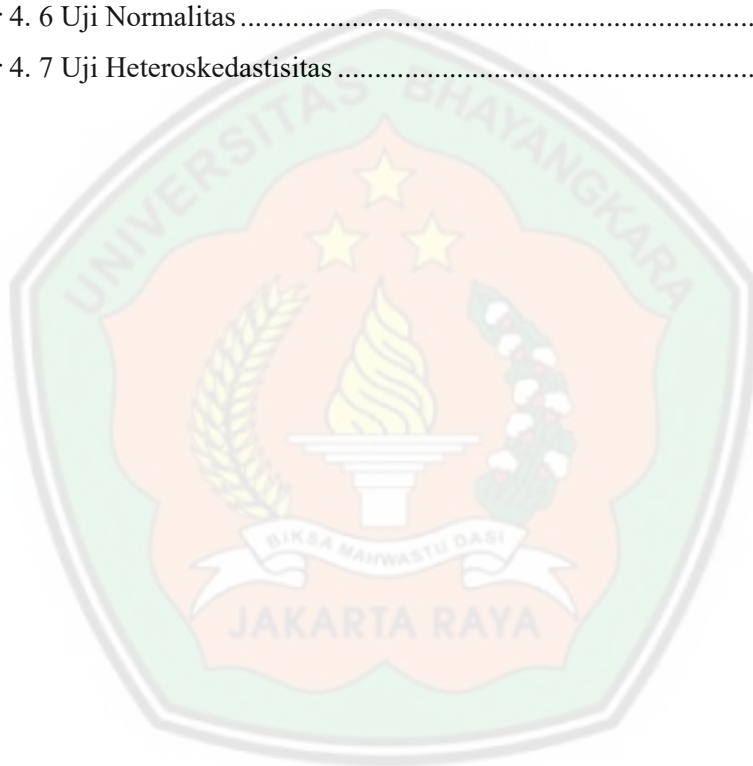 r 4. 6 Uji Normalitas ........................................................................
r 4. 7 Uji Heteroskedastisitas ...........................................................
UNIVERSITAS BHAYANGKARA
BIKSA MAHWASTU DASI
JAKARTA RAYA